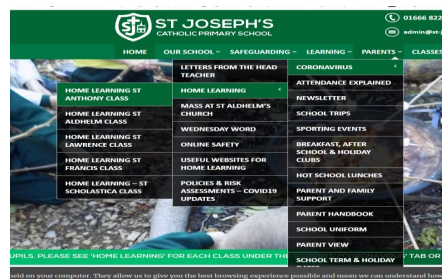 ST JOSEPH'S
CATHOLIC PRIMARY SCHOOL
01666 822
admin@st-j
HOME OUR SCHOOL SAFEGUARDING LEARNING PARENTS CLASSES
HOME LEARNING ST
ANTHONY CLASS
HOME LEARNING ST
ALDHELM CLASS
HOME LEARNING ST
LAWRENCE CLASS
HOME LEARNING ST
FRANCIS CLASS
HOME LEARNING – ST
SCHOLASTICA CLASS
LETTERS FROM THE HEAD
TEACHER
HOME LEARNING
MASS AT ST ALDHELM'S
CHURCH
WEDNESDAY WORD
ONLINE SAFETY
USEFUL WEBSITES FOR
HOME LEARNING
POLICIES & RISK
ASSESSMENTS – COVID19
UPDATES
CORONAVIRUS
ATTENDANCE EXPLAINED
NEWSLETTER
SCHOOL TRIPS
SPORTING EVENTS
BREAKFAST, AFTER
SCHOOL & HOLIDAY
CLUBS
HOT SCHOOL LUNCHES
PARENT AND FAMILY
SUPPORT
PARENT HANDBOOK
SCHOOL UNIFORM
PARENT VIEW
SCHOOL TERM & HOLIDAY
UPILS. PLEASE SEE 'HOME LEARNING' FOR EACH CLASS UNDER TH S' TAB OR
held on your computer. They allow us to give you the best browsing experience possible and mean we can understand how